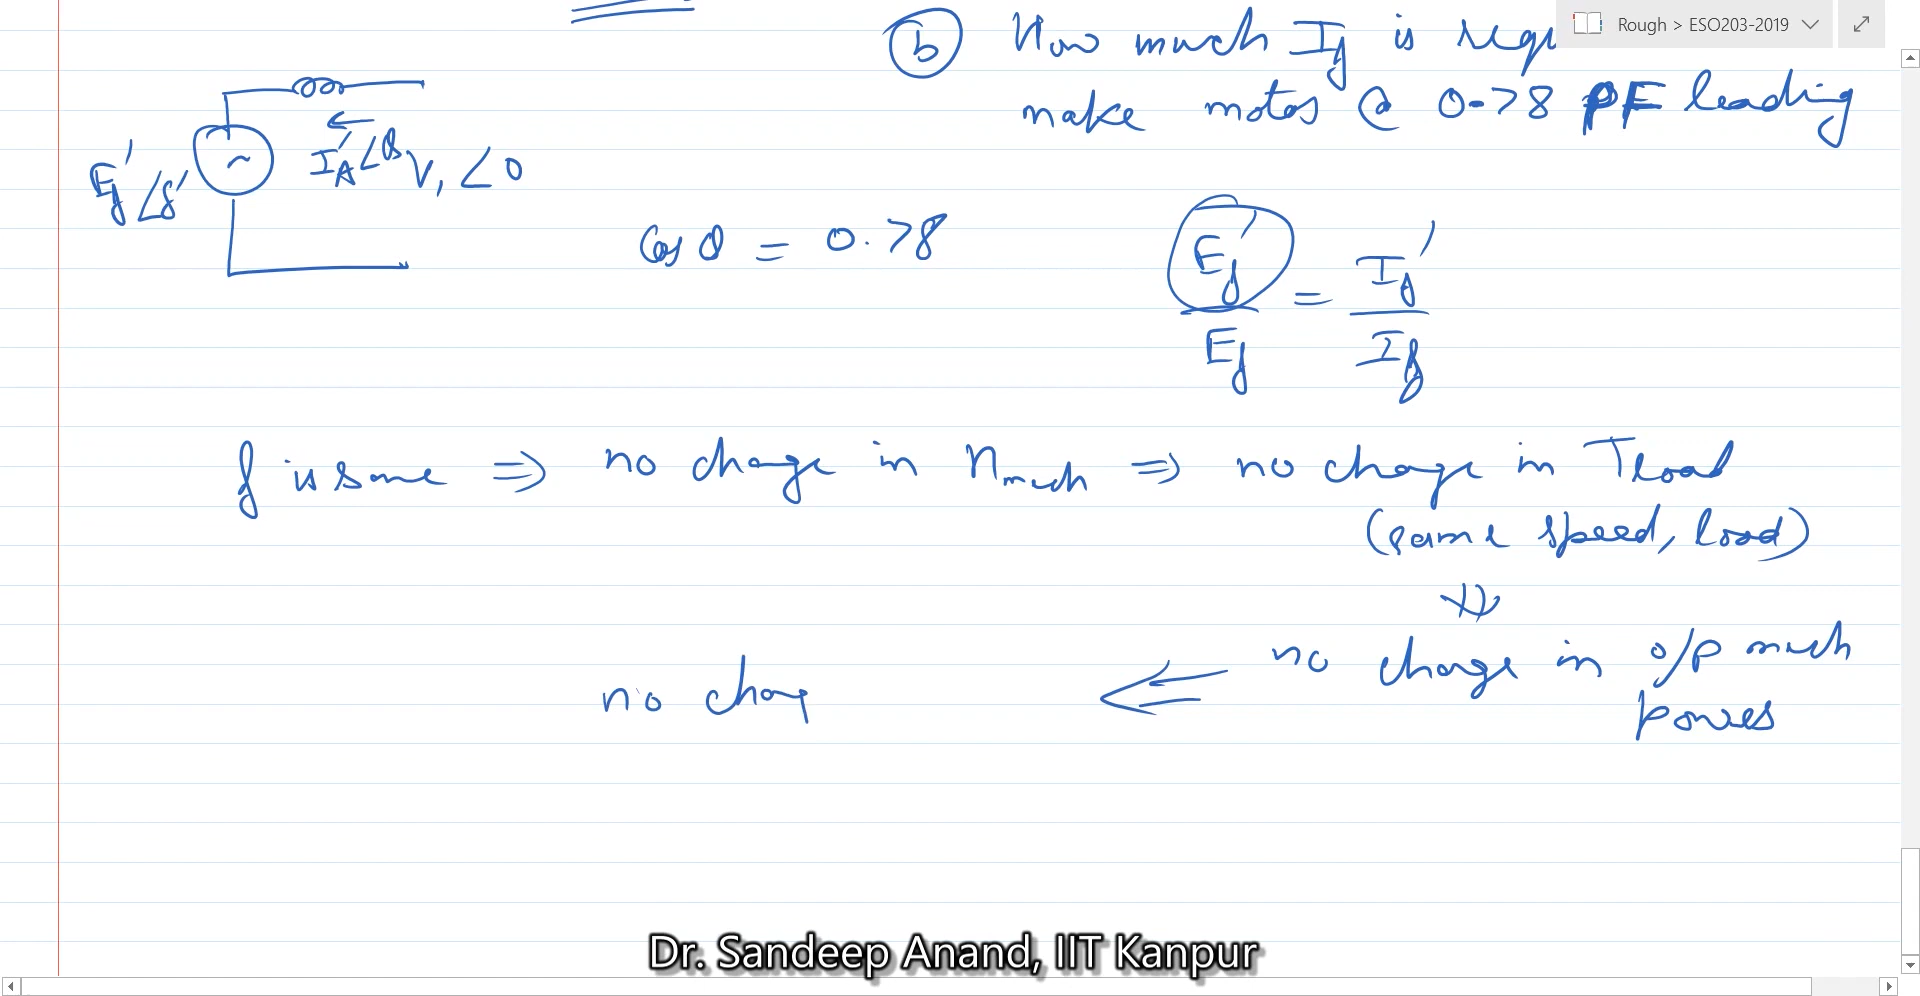 Rough > ESO203-2019
(b) How much If is requ
make motor @ 0.78 PF leading
Ef' ∠δ' ~ IA' ∠θ V1 ∠0
Cos θ = 0.78
Ef' / Ef = If' / If
f is same ⇒ no change in nmech ⇒ no change in Tload
(same speed, load)
⇓
no change in o/p mech
power
⇐
no chang
Dr. Sandeep Anand, IIT Kanpur